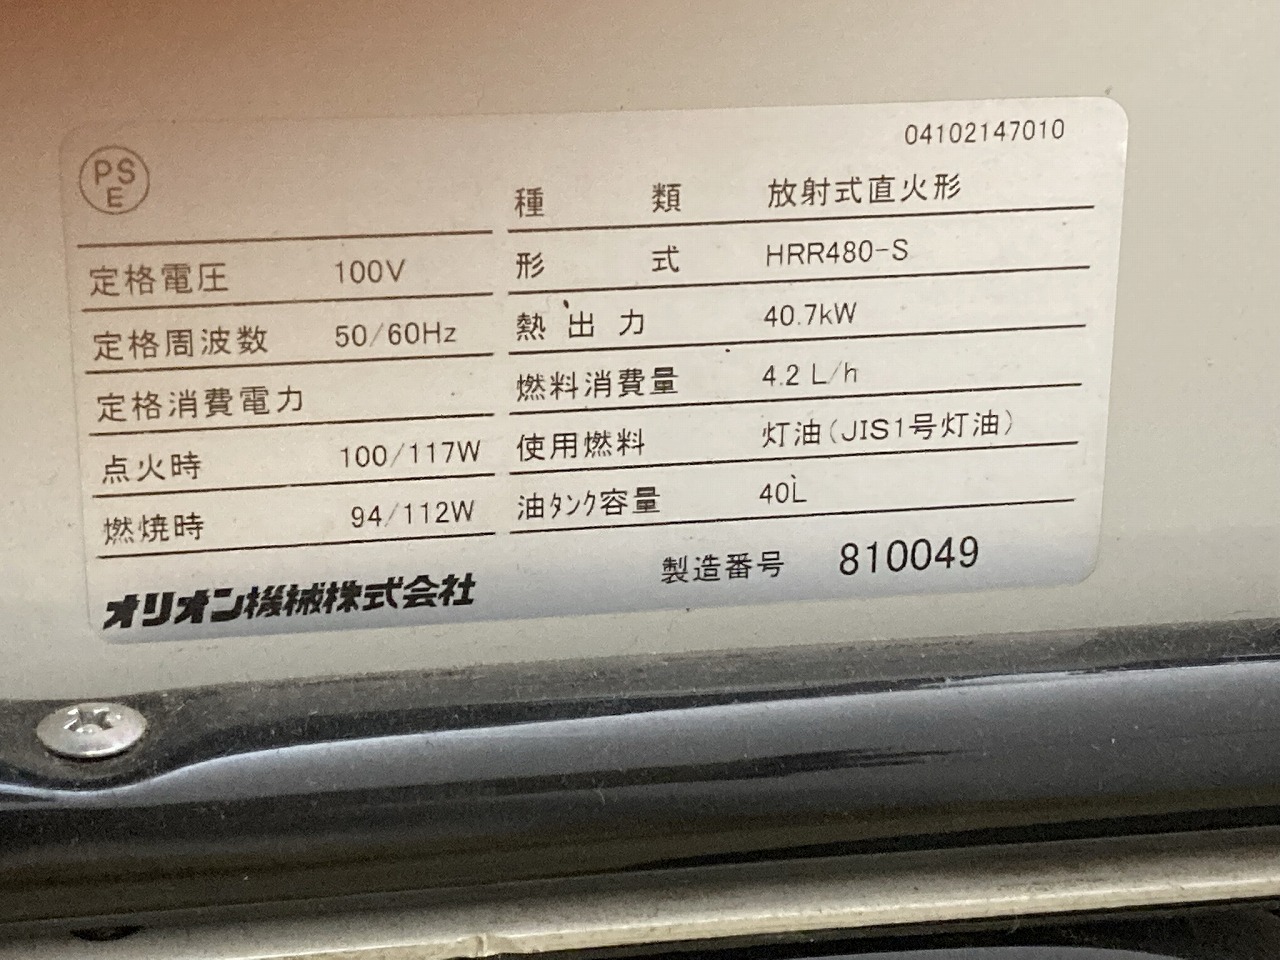 04102147010
PS
E
定格電圧 100V
定格周波数 50/60Hz
定格消費電力
点火時 100/117W
燃焼時 94/112W
オリオン機械株式会社
種類 放射式直火形
形式 HRR480-S
熱出力 40.7kW
燃料消費量 4.2 L/h
使用燃料 灯油(JIS1号灯油)
油タンク容量 40L
製造番号 810049